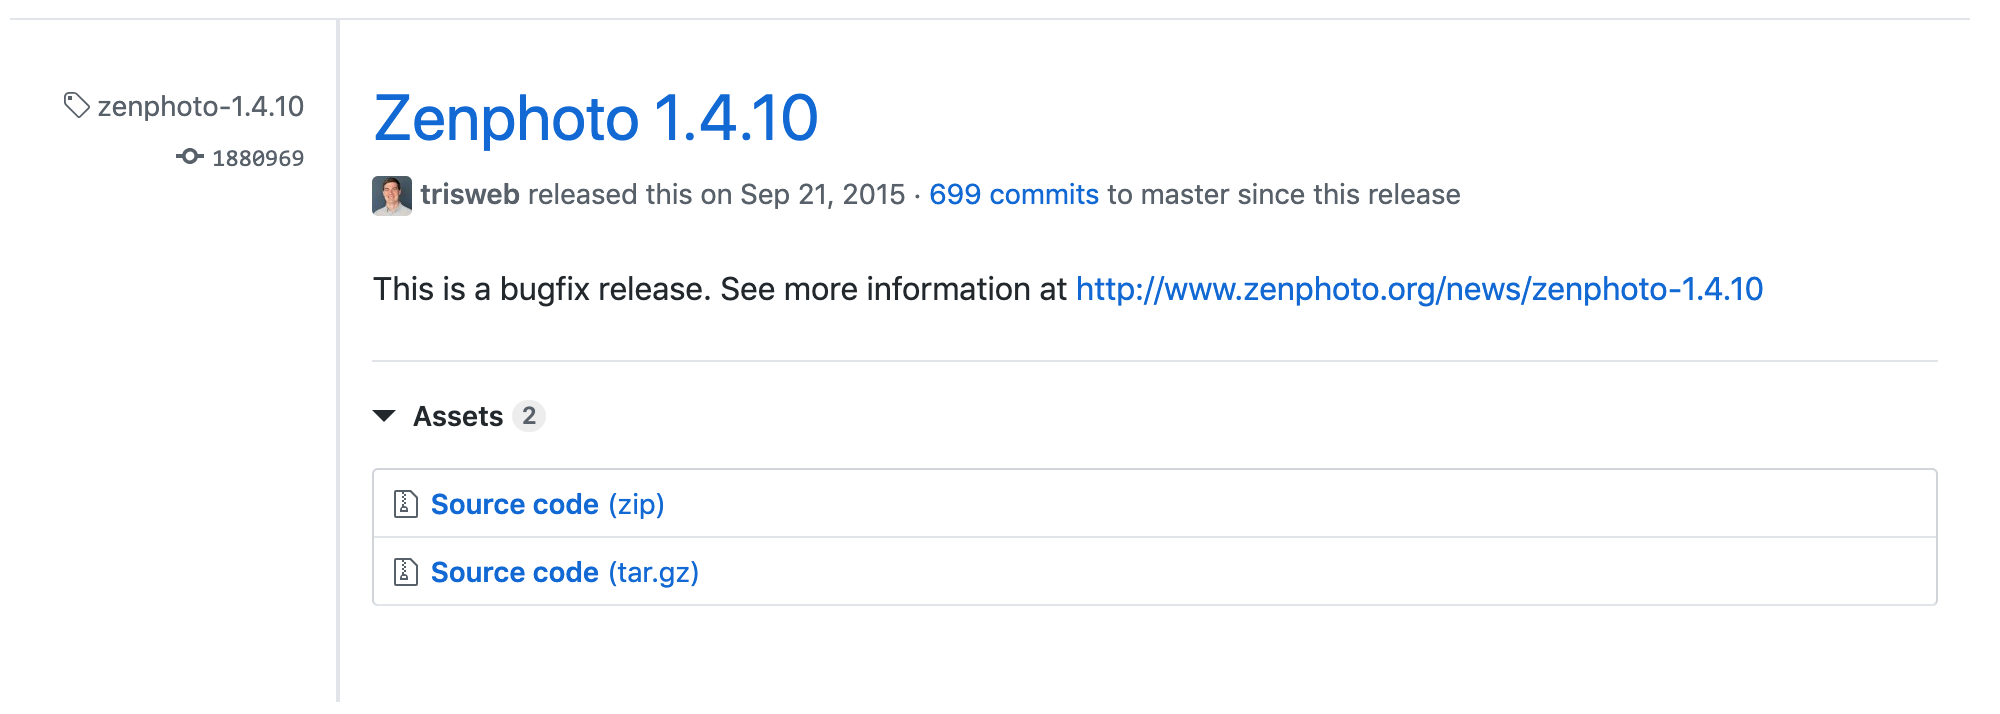 zenphoto-1.4.10
1880969
Zenphoto 1.4.10
trisweb released this on Sep 21, 2015 · 699 commits to master since this release
This is a bugfix release. See more information at http://www.zenphoto.org/news/zenphoto-1.4.10
Assets 2
Source code (zip)
Source code (tar.gz)